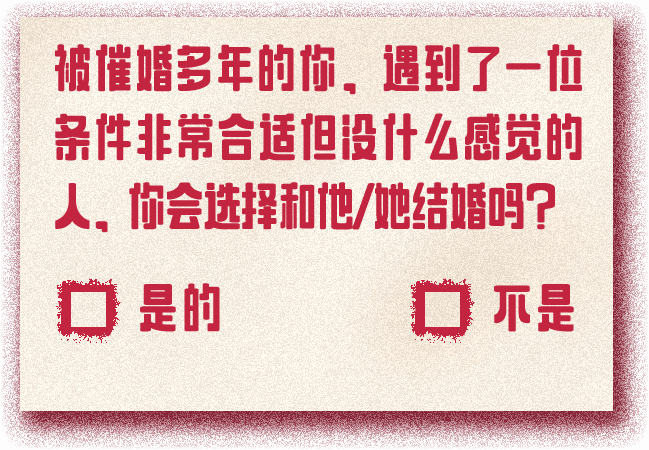 被催婚多年的你，遇到了一位
条件非常合适但没什么感觉的
人，你会选择和他/她结婚吗？
是的 不是